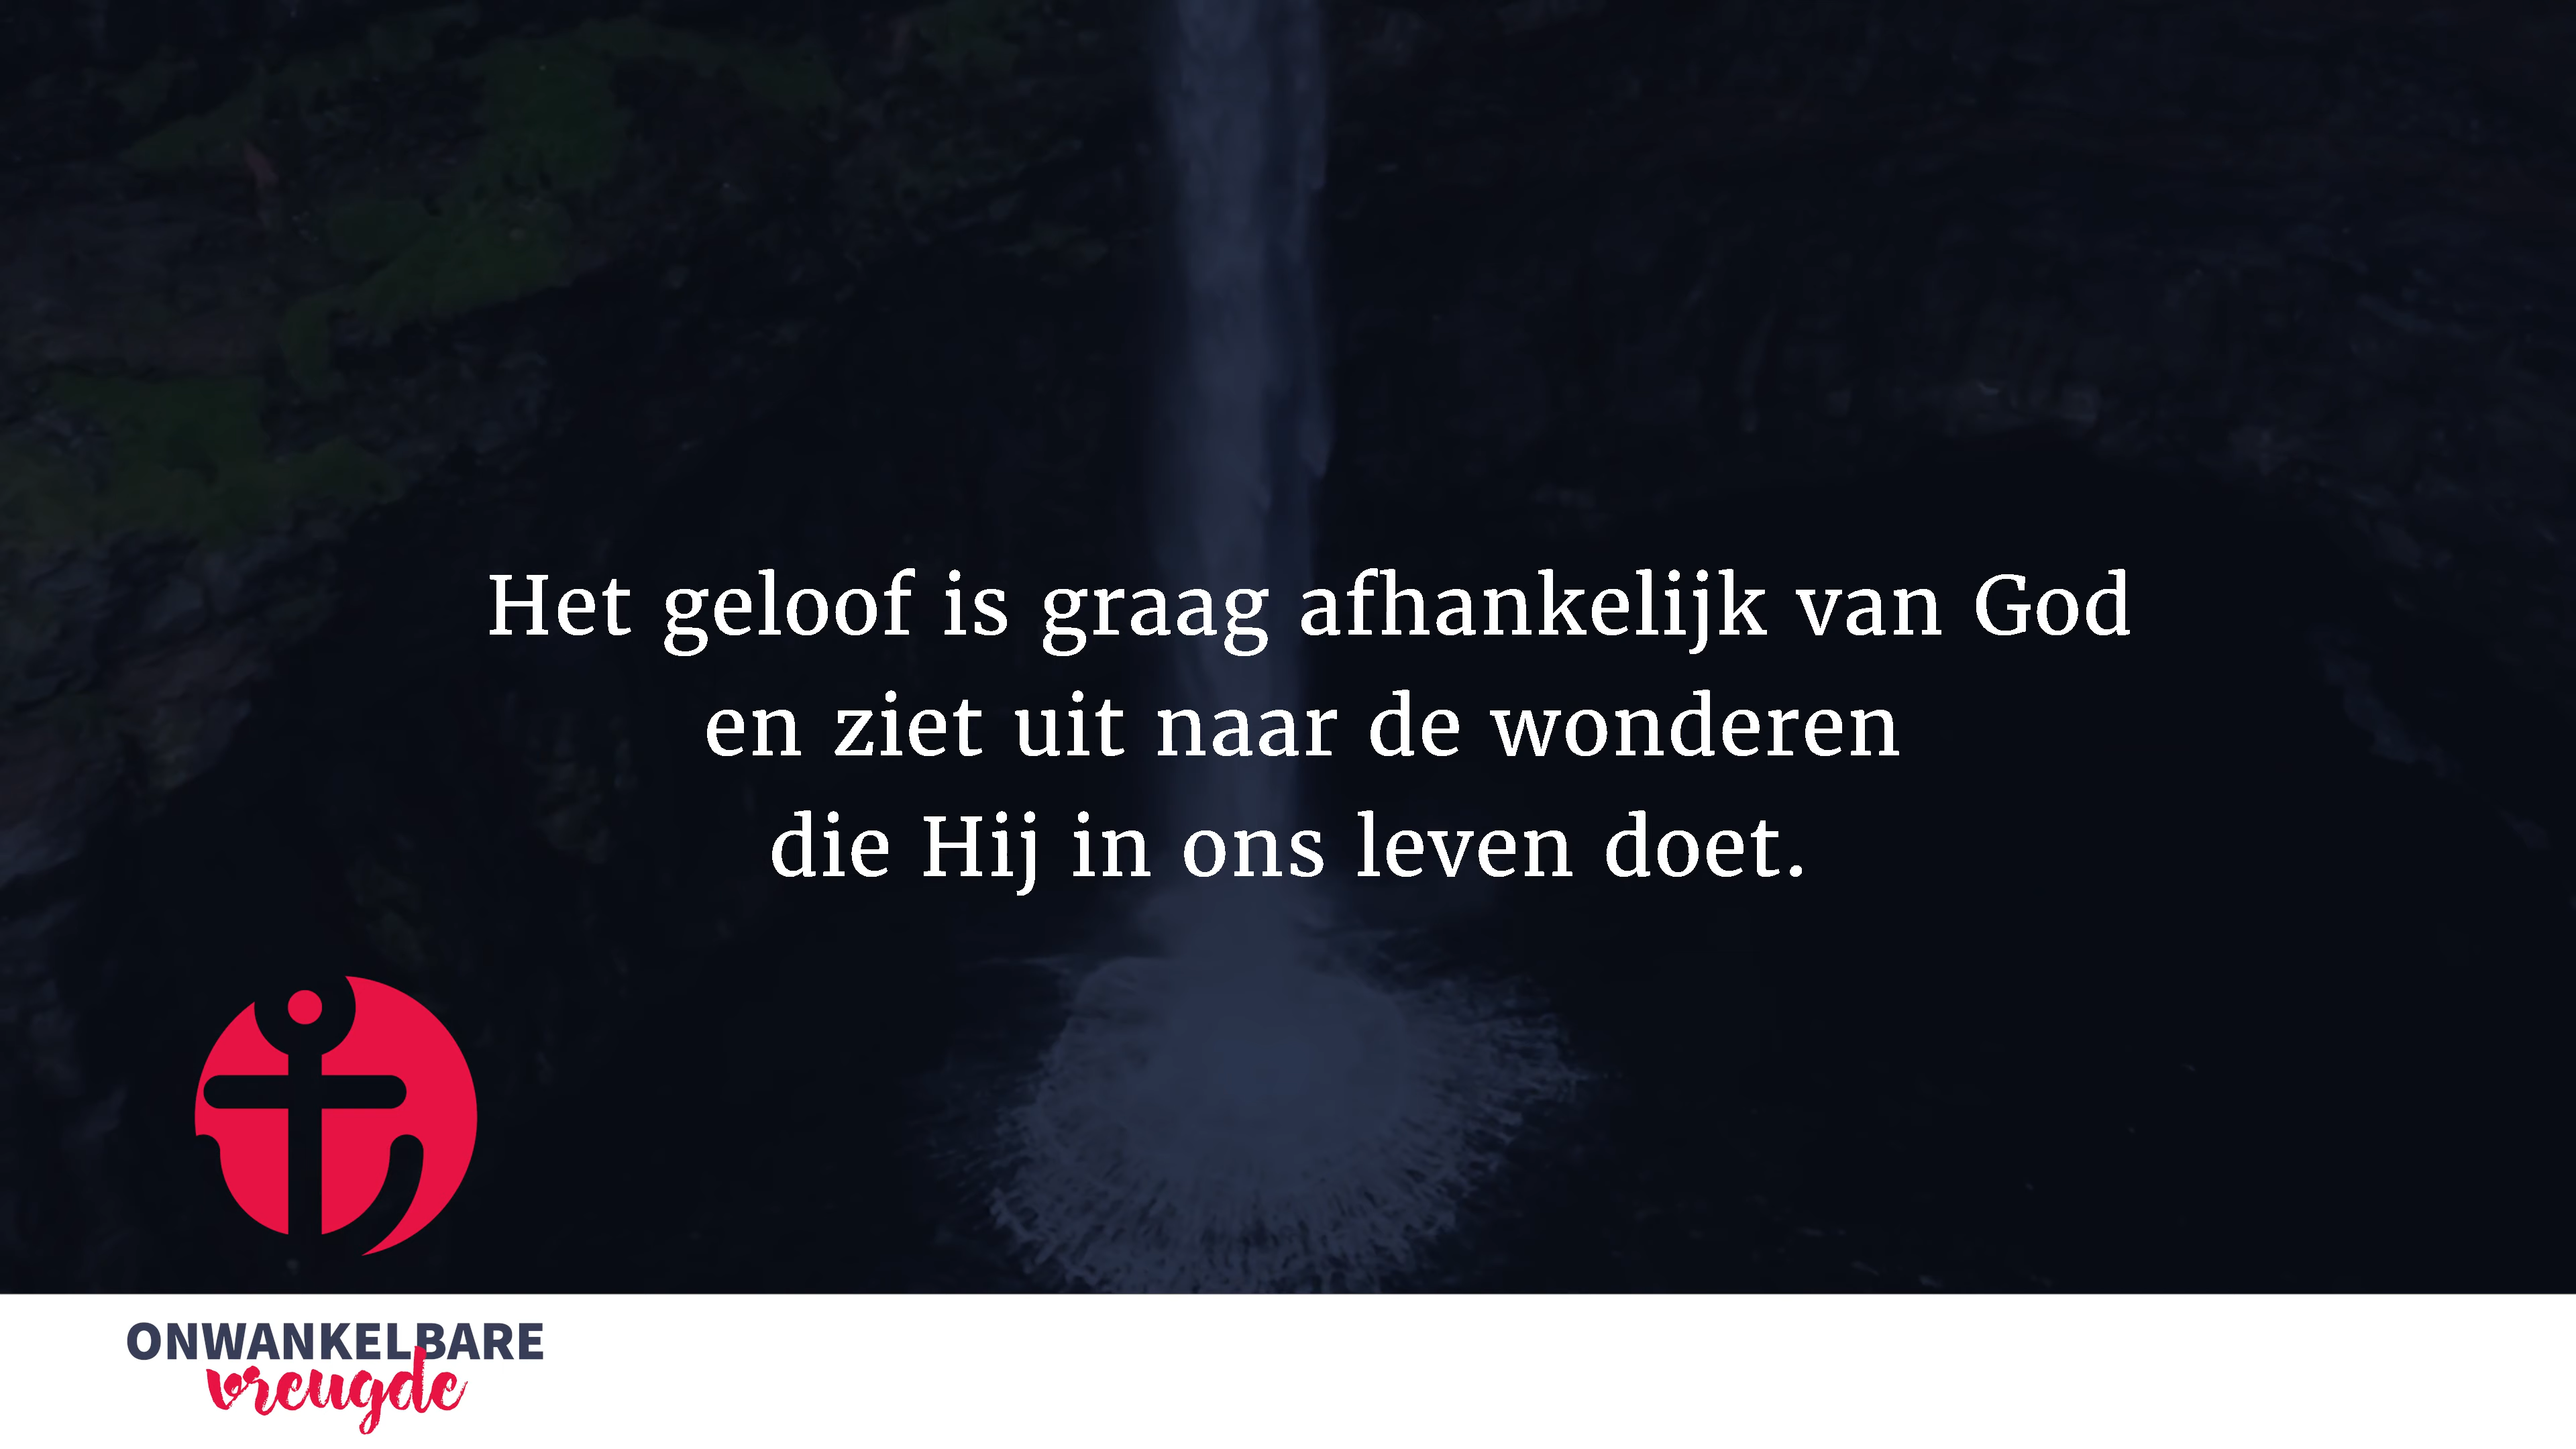 Het geloof is graag afhankelijk van God
en ziet uit naar de wonderen
die Hij in ons leven doet.
ONWANKELBARE
vreugde